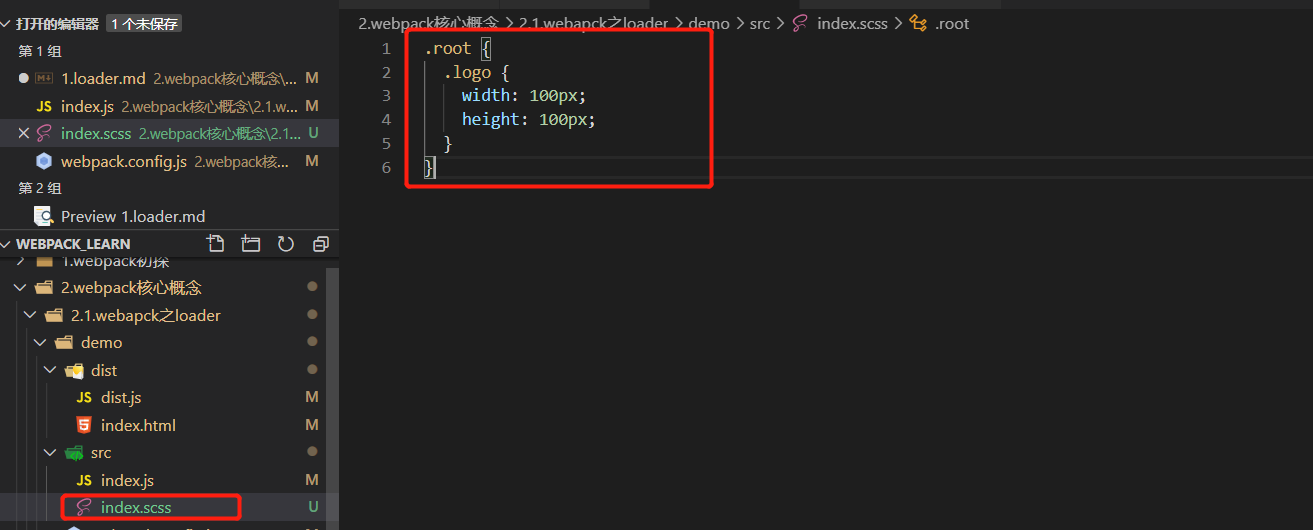 打开的编辑器 1 个未保存
第 1 组
1.loader.md 2.webpack核心概念\... M
JS index.js 2.webpack核心概念\2.1.w... M
index.scss 2.webpack核心概念\2.1... U
webpack.config.js 2.webpack核... M
第 2 组
Preview 1.loader.md
WEBPACK_LEARN
1.webpack初探
2.webpack核心概念
2.1.webapck之loader
demo
dist
JS dist.js M
index.html M
src
JS index.js M
index.scss U
2.webpack核心概念 > 2.1.webapck之loader > demo > src > index.scss > .root
1 .root {
2 .logo {
3 width: 100px;
4 height: 100px;
5 }
6 }